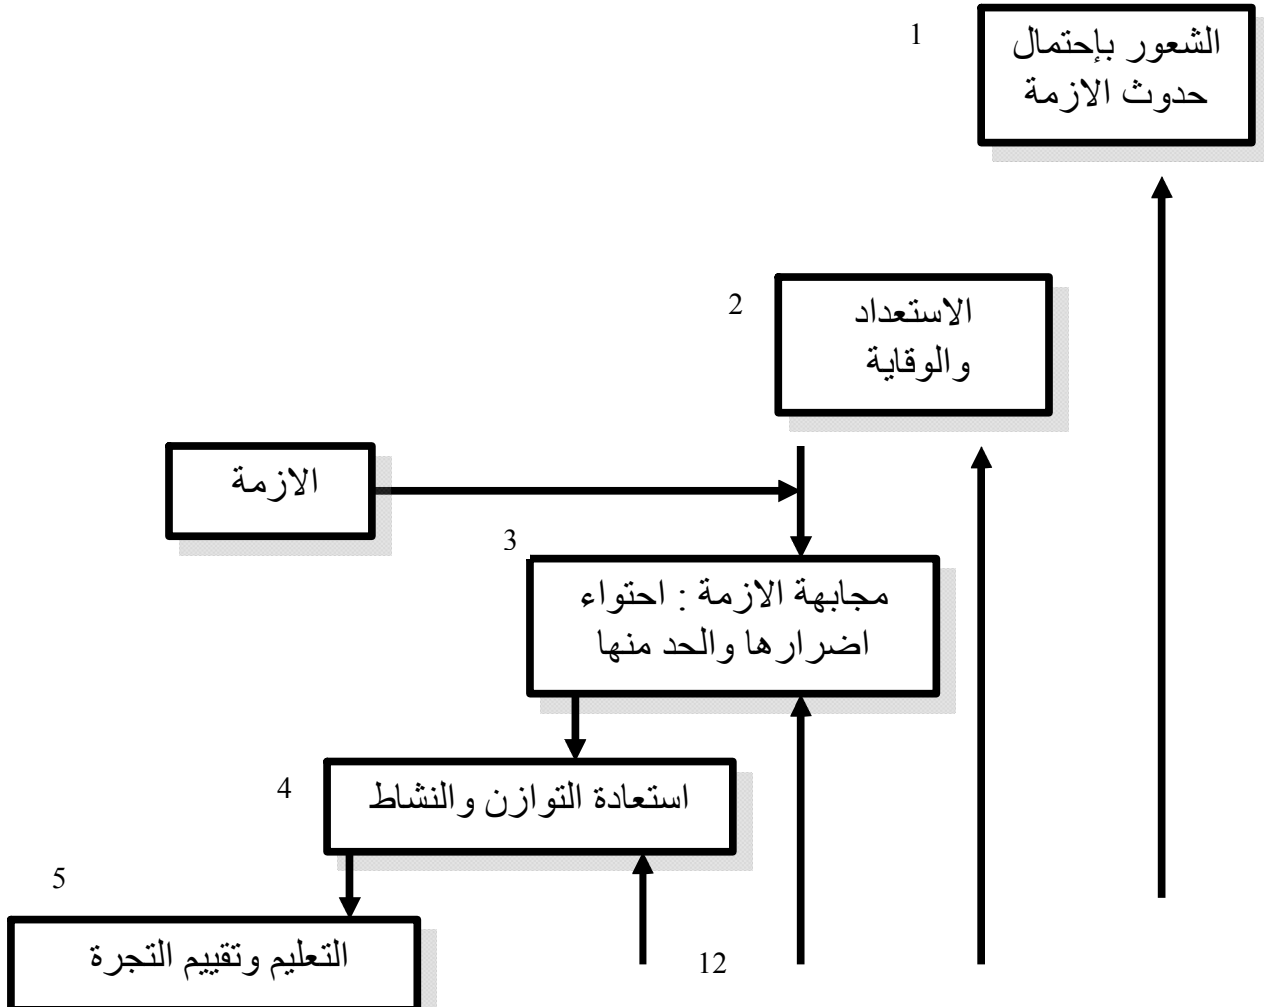 1
الشعور بإحتمال
حدوث الازمة
2
الاستعداد
والوقاية
الازمة
3
مجابهة الازمة : احتواء
اضرارها والحد منها
4
استعادة التوازن والنشاط
5
التعليم وتقييم التجرة
12